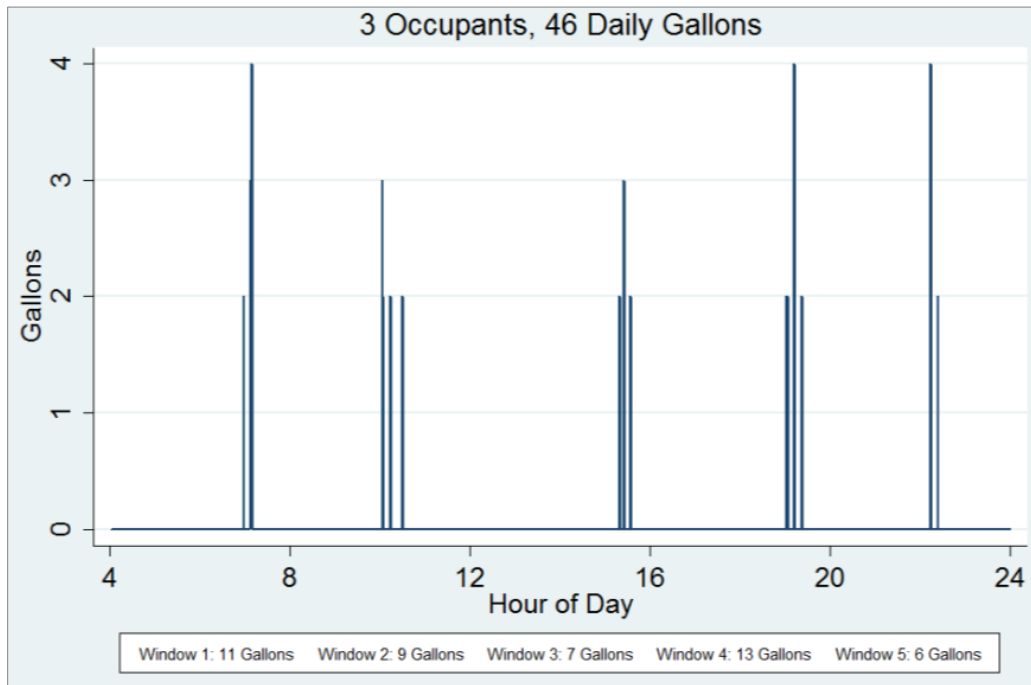 3 Occupants, 46 Daily Gallons
4
3
2
1
0
Gallons
4 8 12 16 20 24
Hour of Day
Window 1: 11 Gallons Window 2: 9 Gallons Window 3: 7 Gallons Window 4: 13 Gallons Window 5: 6 Gallons